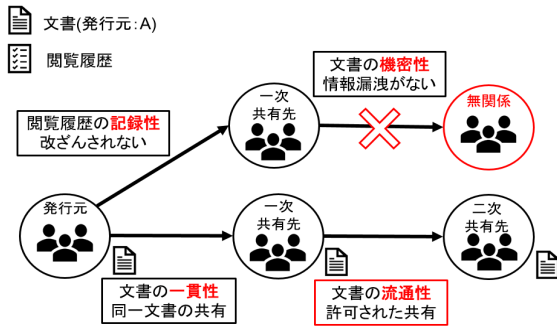 文書(発行元:A)
閲覧履歴
文書の機密性
情報漏洩がない
一次
共有先
無関係
閲覧履歴の記録性
改ざんされない
発行元
一次
共有先
二次
共有先
文書の一貫性
同一文書の共有
文書の流通性
許可された共有